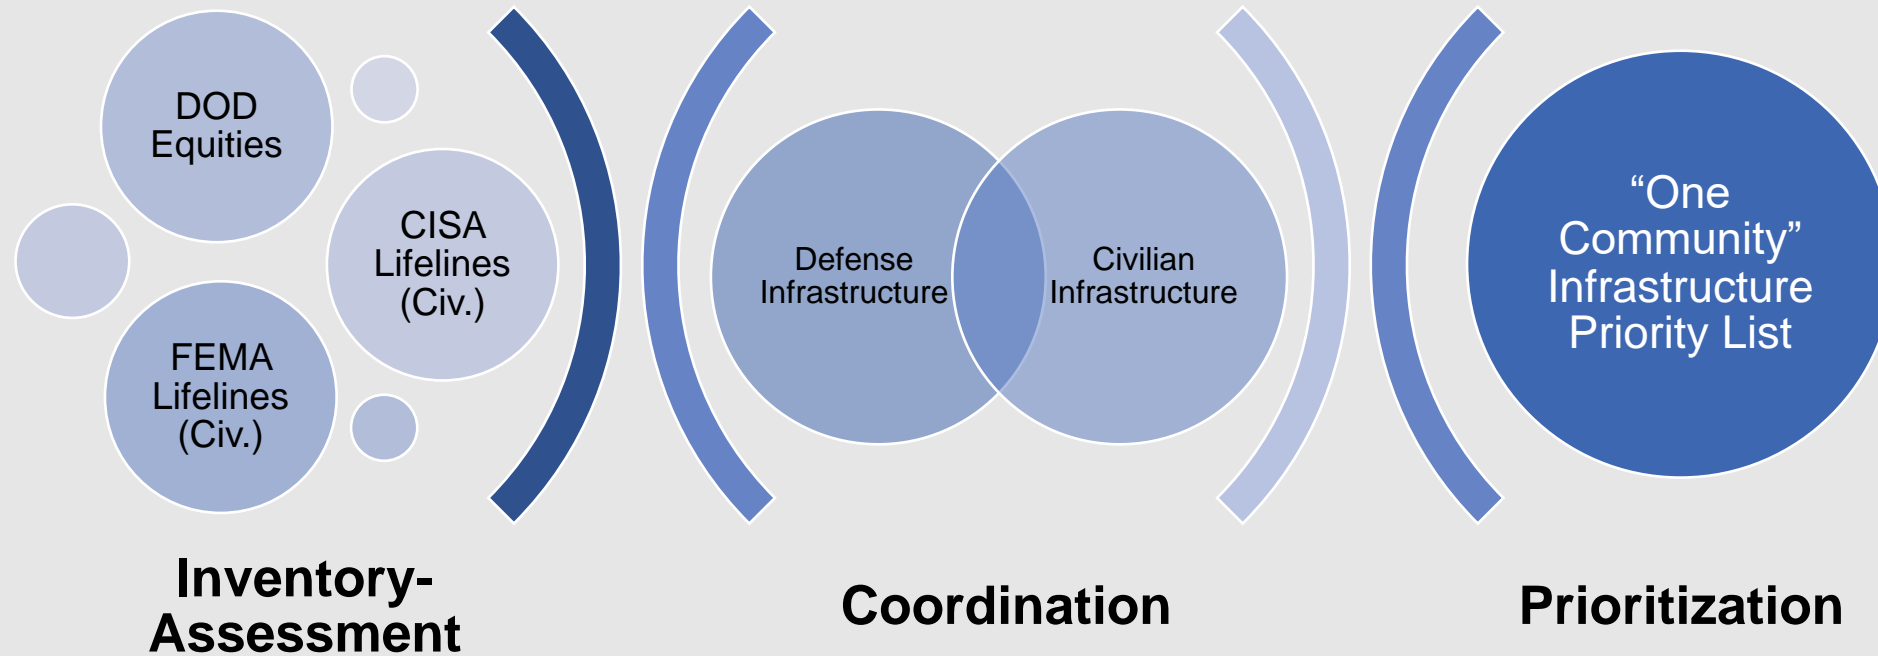 DOD
Equities
CISA
Lifelines
(Civ.)
FEMA
Lifelines
(Civ.)
Inventory-
Assessment
Defense
Infrastructure
Civilian
Infrastructure
Coordination
“One
Community”
Infrastructure
Priority List
Prioritization